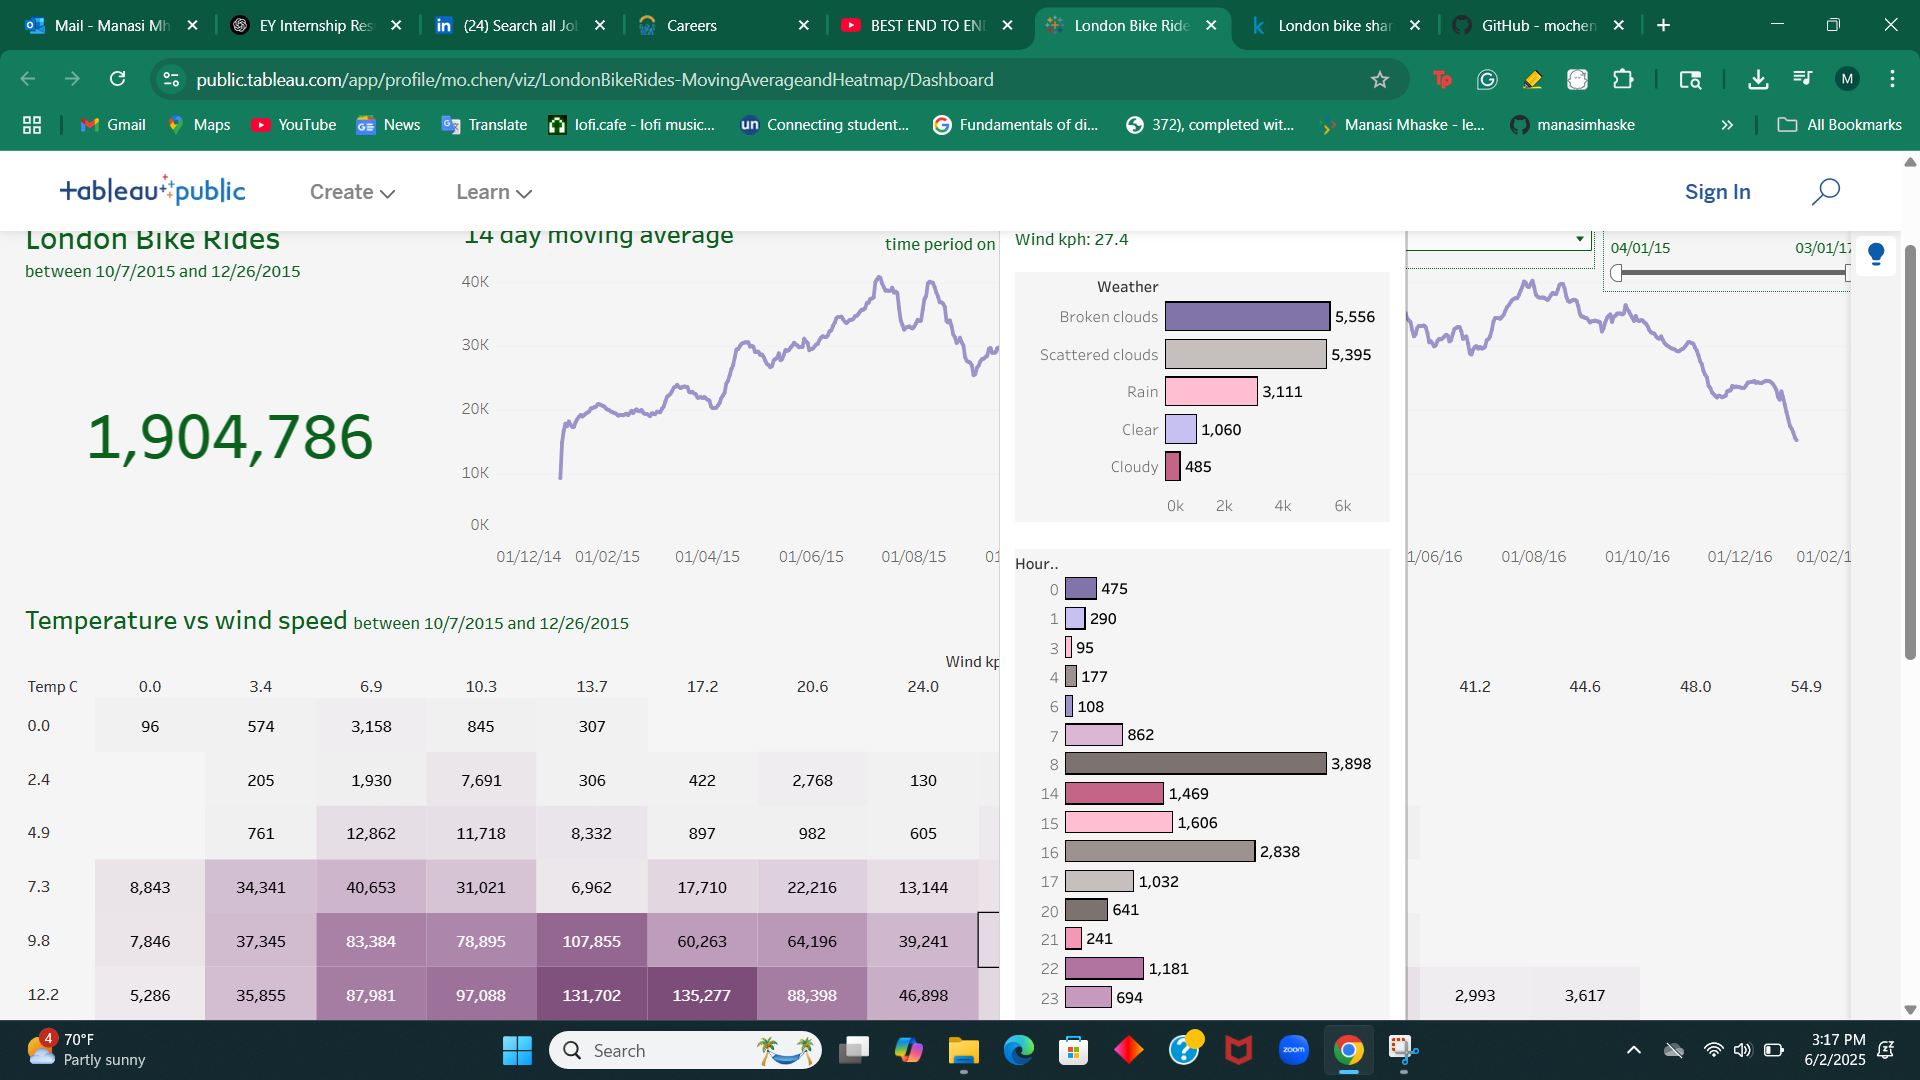 Mail - Manasi Mh
EY Internship Res
(24) Search all Job
Careers
BEST END TO END
London Bike Ride
London bike shar
GitHub - mochen
public.tableau.com/app/profile/mo.chen/viz/LondonBikeRides-MovingAverageandHeatmap/Dashboard
M
Gmail
Maps
YouTube
News
Translate
lofi.cafe - lofi music...
Connecting student...
Fundamentals of di...
372), completed wit...
Manasi Mhaske - le...
manasimhaske
All Bookmarks
tableau public
Create
Learn
Sign In
London Bike Rides
between 10/7/2015 and 12/26/2015
1,904,786
14 day moving average
time period on
40K
30K
20K
10K
0K
01/12/14 01/02/15 01/04/15 01/06/15 01/08/15 01
1/06/16 01/08/16 01/10/16 01/12/16 01/02/1
04/01/15 03/01/17
Wind kph: 27.4
Weather
Broken clouds 5,556
Scattered clouds 5,395
Rain 3,111
Clear 1,060
Cloudy 485
0k 2k 4k 6k
Hour..
0 475
1 290
3 95
4 177
6 108
7 862
8 3,898
14 1,469
15 1,606
16 2,838
17 1,032
20 641
21 241
22 1,181
23 694
Temperature vs wind speed between 10/7/2015 and 12/26/2015
Wind kp
Temp C 0.0 3.4 6.9 10.3 13.7 17.2 20.6 24.0 41.2 44.6 48.0 54.9
0.0 96 574 3,158 845 307
2.4 205 1,930 7,691 306 422 2,768 130
4.9 761 12,862 11,718 8,332 897 982 605
7.3 8,843 34,341 40,653 31,021 6,962 17,710 22,216 13,144
9.8 7,846 37,345 83,384 78,895 107,855 60,263 64,196 39,241
12.2 5,286 35,855 87,981 97,088 131,702 135,277 88,398 46,898 2,993 3,617
4
70°F
Partly sunny
Search
zoom
3:17 PM
6/2/2025